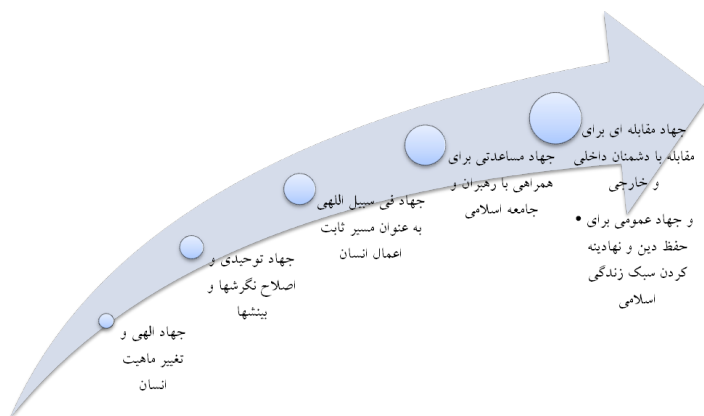 جهاد مقابله ای برای
مقابله با دشمنان داخلی
و خارجی
• و جهاد عمومی برای
حفظ دین و نهادینه
کردن سبک زندگی
اسلامی
جهاد مساعدتی برای
همراهی با رهبران و
جامعه اسلامی
جهاد فی سبیل اللهی
به عنوان مسیر ثابت
اعمال انسان
جهاد توحیدی و
اصلاح نگرشها و
بینشها
جهاد الهی و
تغییر ماهیت
انسان